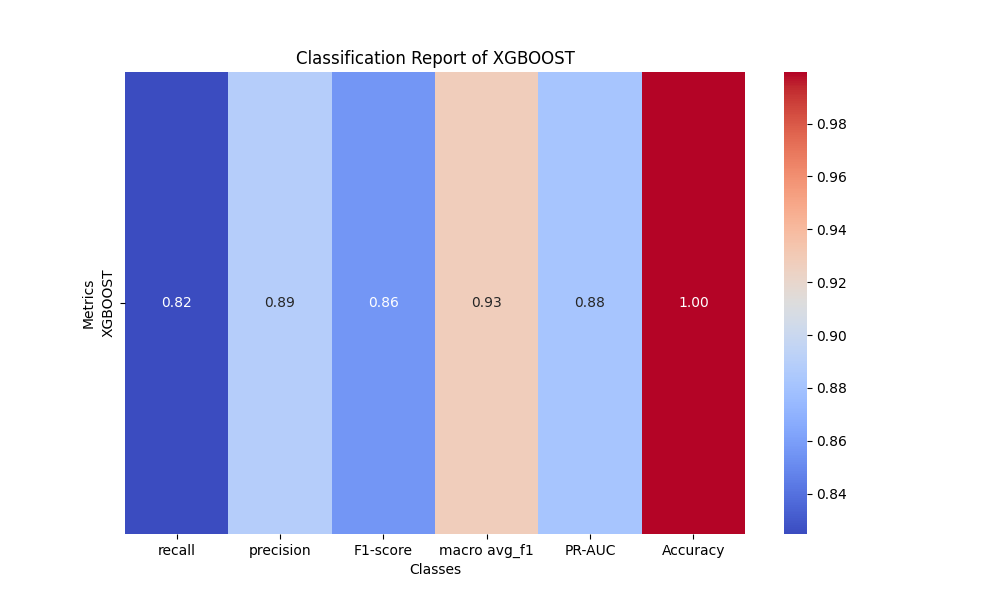 Classification Report of XGBOOST
Metrics
XGBOOST
0.82 0.89 0.86 0.93 0.88 1.00
recall precision F1-score macro avg_f1 PR-AUC Accuracy
Classes
0.98
0.96
0.94
0.92
0.90
0.88
0.86
0.84